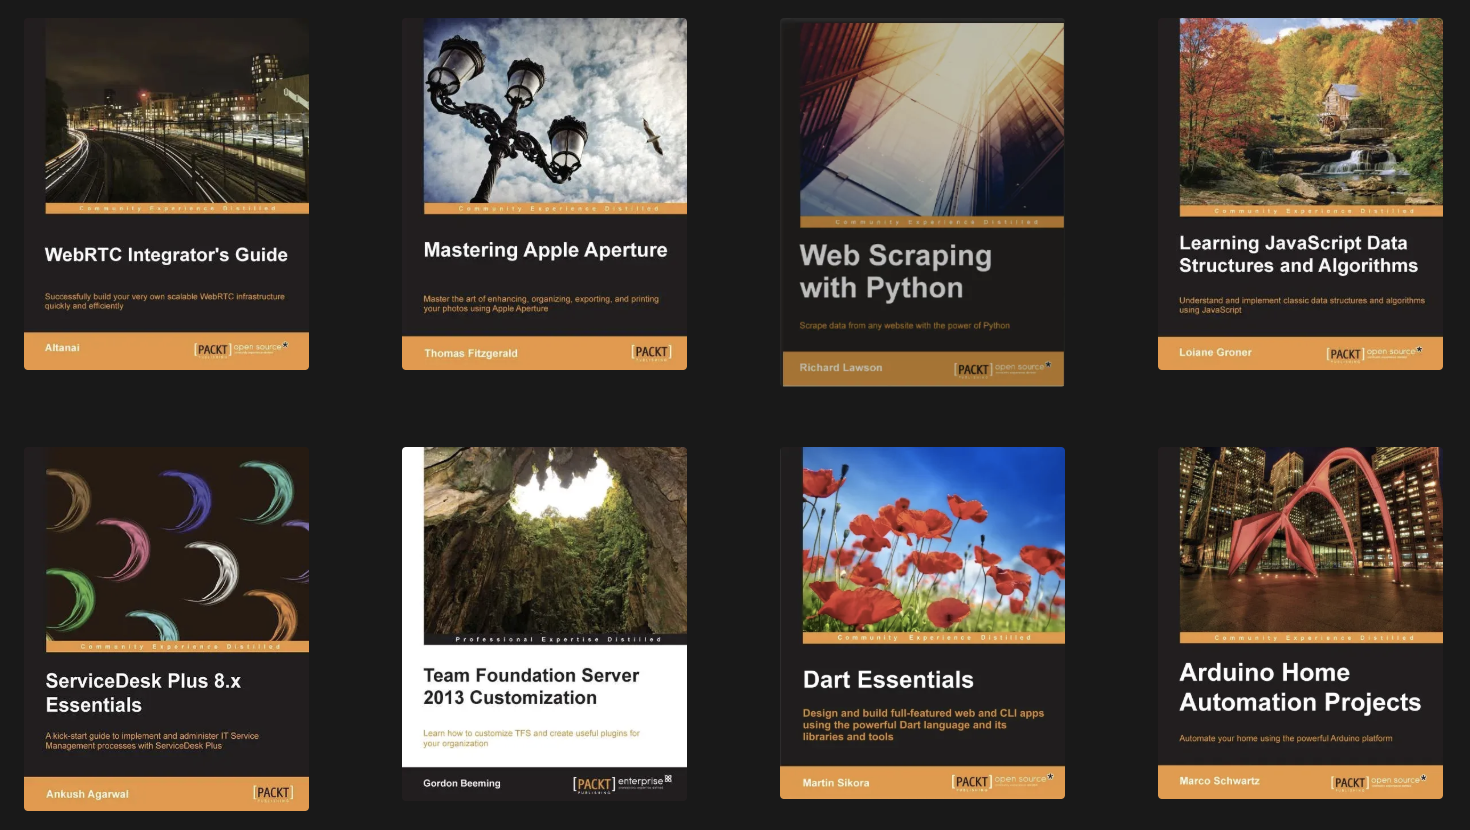 Community Experience Distilled
WebRTC Integrator's Guide
Successfully build your very own scalable WebRTC infrastructure
quickly and efficiently
Altanai
[PACKT] open source*
PUBLISHING
Community Experience Distilled
Mastering Apple Aperture
Master the art of enhancing, organizing, exporting, and printing
your photos using Apple Aperture
Thomas Fitzgerald
[PACKT]
PUBLISHING
Community Experience Distilled
Web Scraping
with Python
Scrape data from any website with the power of Python
Richard Lawson
[PACKT] open source*
PUBLISHING
Community Experience Distilled
Learning JavaScript Data
Structures and Algorithms
Understand and implement classic data structures and algorithms
using JavaScript
Loiane Groner
[PACKT] open source*
PUBLISHING
Community Experience Distilled
ServiceDesk Plus 8.x
Essentials
A kick-start guide to implement and administer IT Service
Management processes with ServiceDesk Plus
Ankush Agarwal
[PACKT]
PUBLISHING
Professional Expertise Distilled
Team Foundation Server
2013 Customization
Learn how to customize TFS and create useful plugins for
your organization
Gordon Beeming
[PACKT] enterprise
PUBLISHING
Community Experience Distilled
Dart Essentials
Design and build full-featured web and CLI apps
using the powerful Dart language and its
libraries and tools
Martin Sikora
[PACKT] open source*
PUBLISHING
Community Experience Distilled
Arduino Home
Automation Projects
Automate your home using the powerful Arduino platform
Marco Schwartz
[PACKT] open source*
PUBLISHING